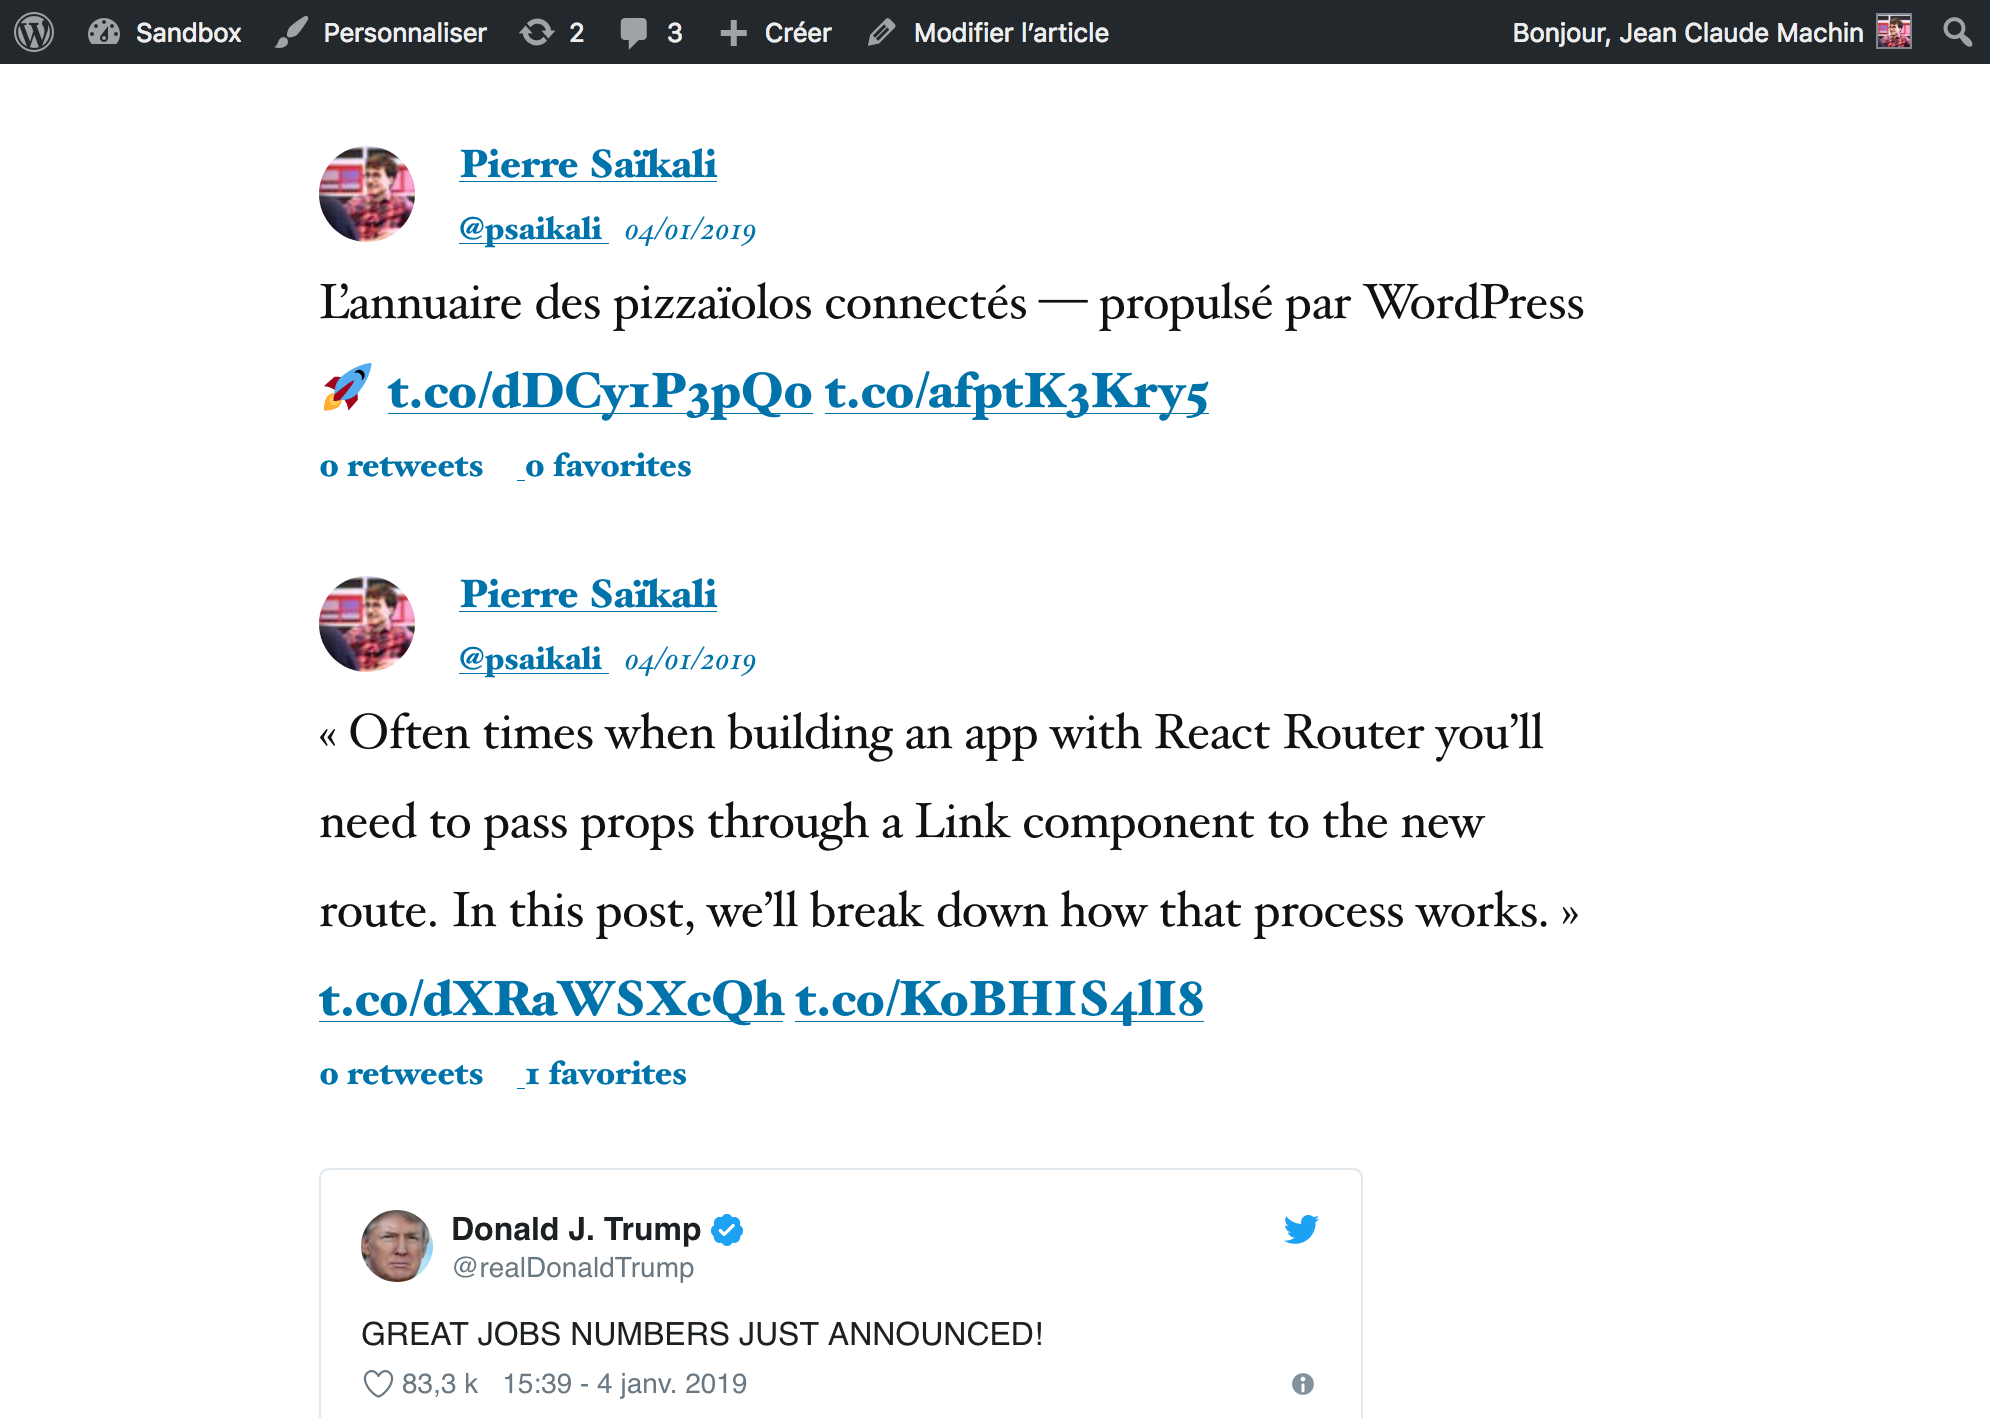 Sandbox Personnaliser 2 3 Créer Modifier l’article Bonjour, Jean Claude Machin
Pierre Saïkali
@psaikali 04/01/2019
L’annuaire des pizzaïolos connectés — propulsé par WordPress
🚀 t.co/dDCy1P3pQo t.co/afptK3Kry5
0 retweets 0 favorites
Pierre Saïkali
@psaikali 04/01/2019
« Often times when building an app with React Router you’ll
need to pass props through a Link component to the new
route. In this post, we’ll break down how that process works. »
t.co/dXRaWSXcQh t.co/KoBHIS4lI8
0 retweets 1 favorites
Donald J. Trump
@realDonaldTrump
GREAT JOBS NUMBERS JUST ANNOUNCED!
83,3 k 15:39 - 4 janv. 2019